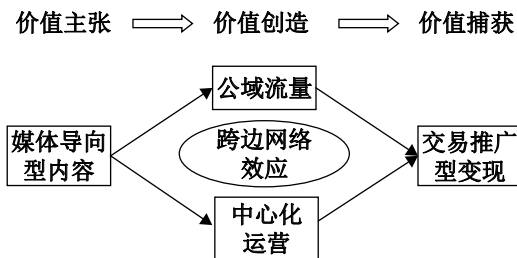 价值主张
价值创造
价值捕获
公域流量
媒体导向
型内容
跨边网络
效应
交易推广
型变现
中心化
运营